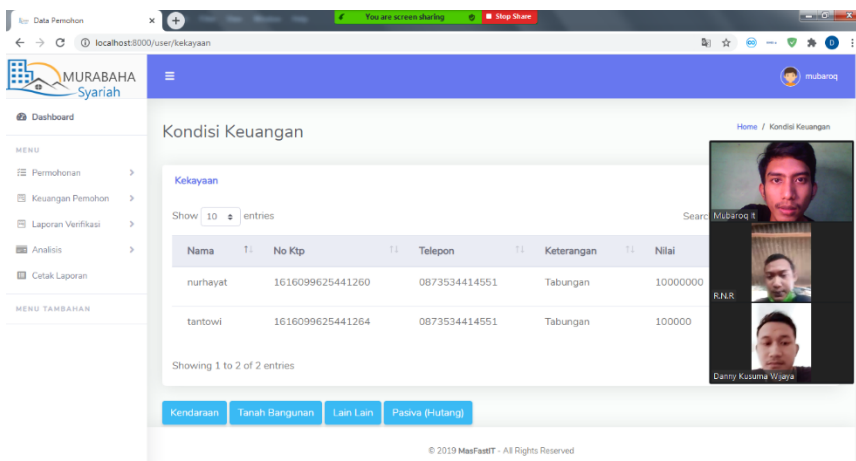 Data Pemohon
You are screen sharing
Stop Share
localhost:8000/user/kekayaan
MURABAHA
Syariah
mubaroq
Dashboard
MENU
Permohonan
Keuangan Pemohon
Laporan Verifikasi
Analisis
Cetak Laporan
MENU TAMBAHAN
Kondisi Keuangan
Home / Kondisi Keuangan
Kekayaan
Show 10 entries
Searc
Nama No Ktp Telepon Keterangan Nilai
nurhayat 1616099625441260 0873534414551 Tabungan 10000000
tantowi 1616099625441264 0873534414551 Tabungan 100000
Showing 1 to 2 of 2 entries
Mubaroq It
R.N.R
Danny Kusuma Wijaya
Kendaraan Tanah Bangunan Lain Lain Pasiva (Hutang)
© 2019 MasFastIT - All Rights Reserved